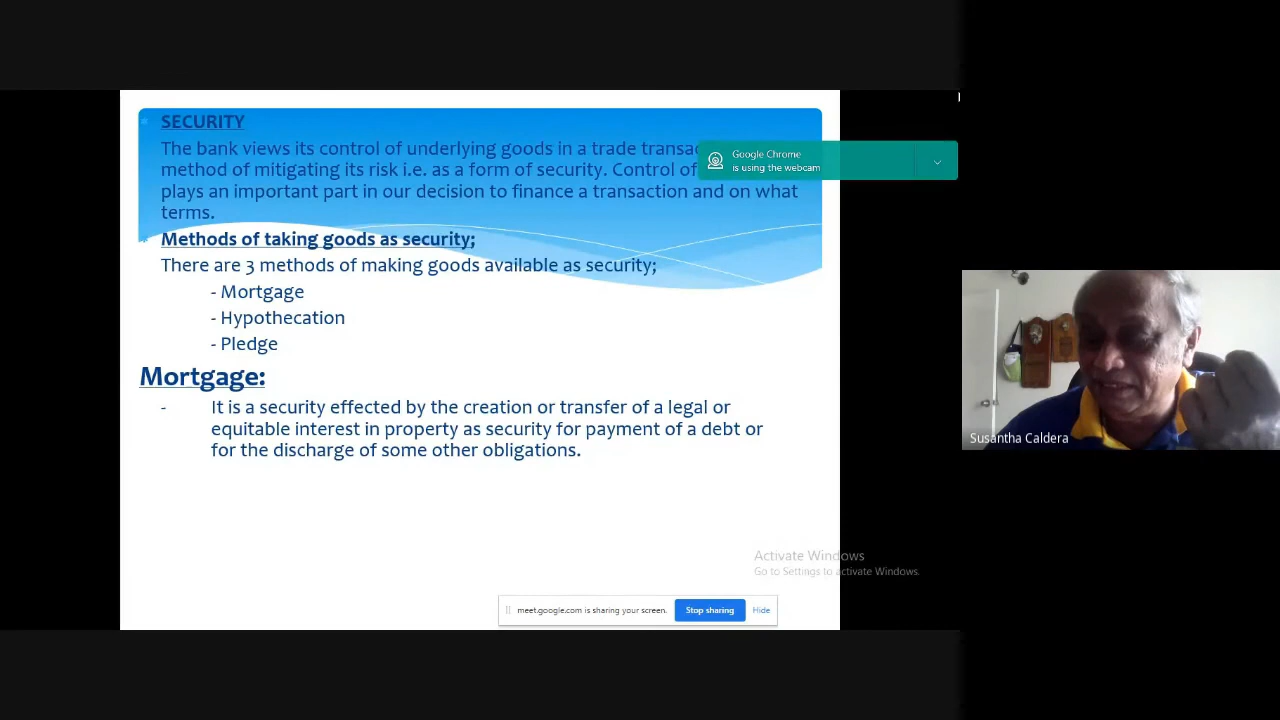 SECURITY
The bank views its control of underlying goods in a trade
Google Chrome
is using the webcam
method of mitigating its risk i.e. as a form of security. Control of
plays an important part in our decision to finance a transaction and on what
terms.
Methods of taking goods as security;
There are 3 methods of making goods available as security;
- Mortgage
- Hypothecation
- Pledge
Mortgage:
- It is a security effected by the creation or transfer of a legal or
equitable interest in property as security for payment of a debt or
for the discharge of some other obligations.
Susantha Caldera
Activate Windows
Go to Settings to activate Windows.
meet.google.com is sharing your screen. Stop sharing Hide